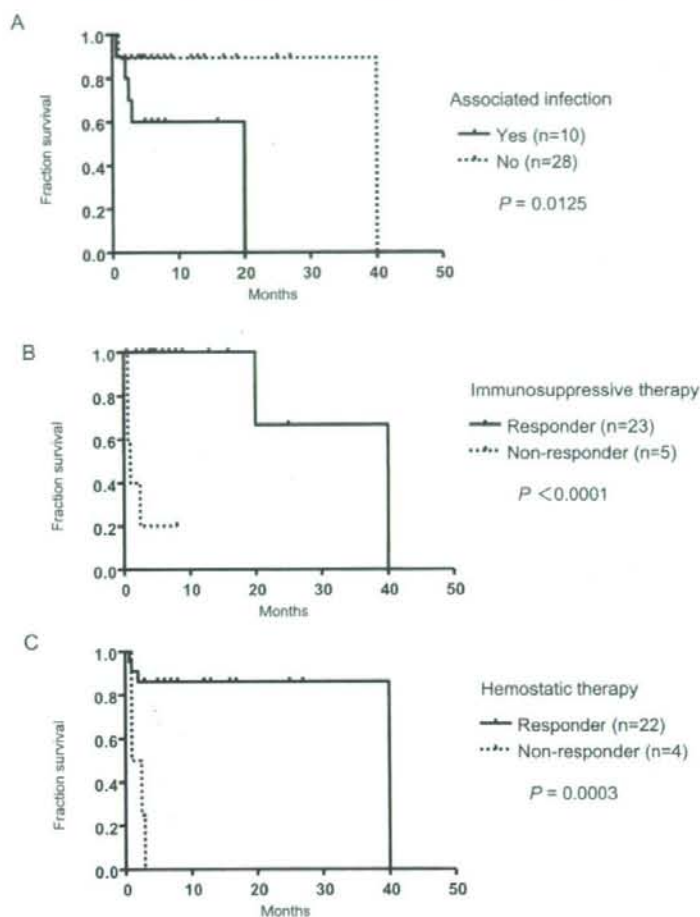 A
1.0
0.8
0.6
0.4
0.2
0.0
Fraction survival
0 10 20 30 40 50
Months
Associated infection
Yes (n=10)
No (n=28)
P = 0.0125
B
1.0
0.8
0.6
0.4
0.2
0.0
Fraction survival
0 10 20 30 40 50
Months
Immunosuppressive therapy
Responder (n=23)
Non-responder (n=5)
P <0.0001
C
1.0
0.8
0.6
0.4
0.2
0.0
Fraction survival
0 10 20 30 40 50
Months
Hemostatic therapy
Responder (n=22)
Non-responder (n=4)
P = 0.0003